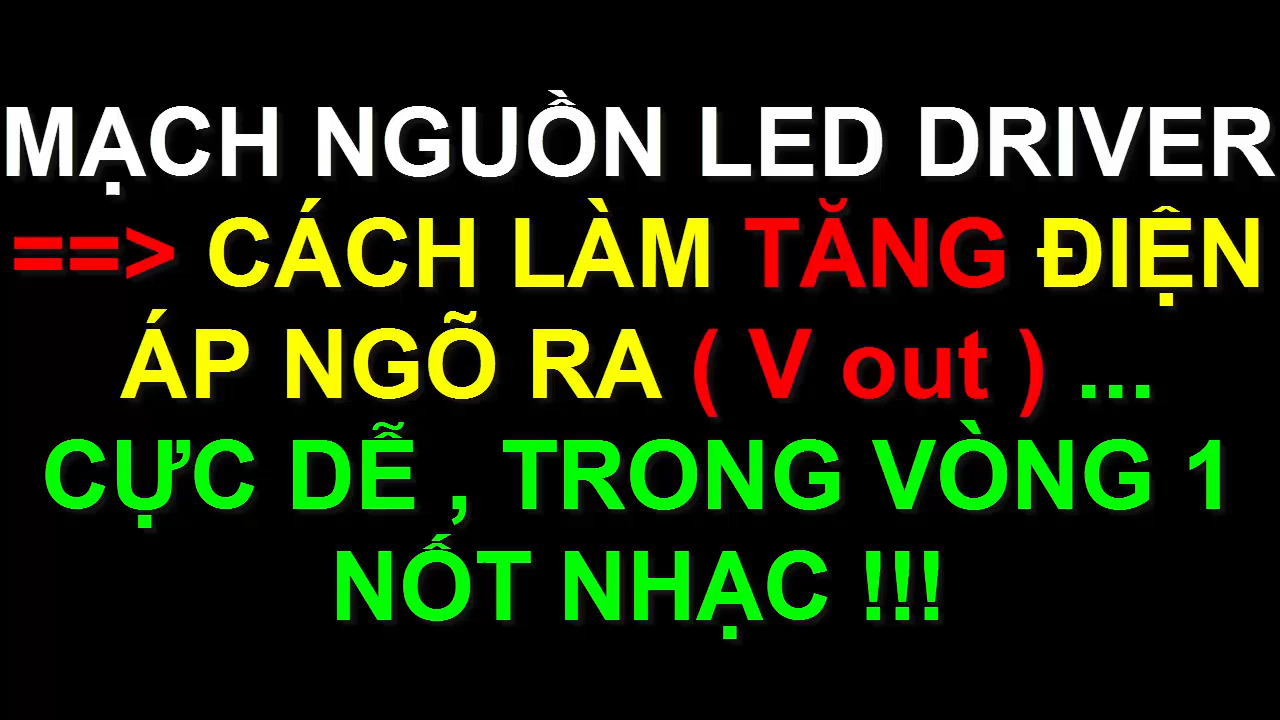 MẠCH NGUỒN LED DRIVER
==> CÁCH LÀM TĂNG ĐIỆN
ÁP NGÕ RA ( V out ) ...
CỰC DỄ , TRONG VÒNG 1
NỐT NHẠC !!!